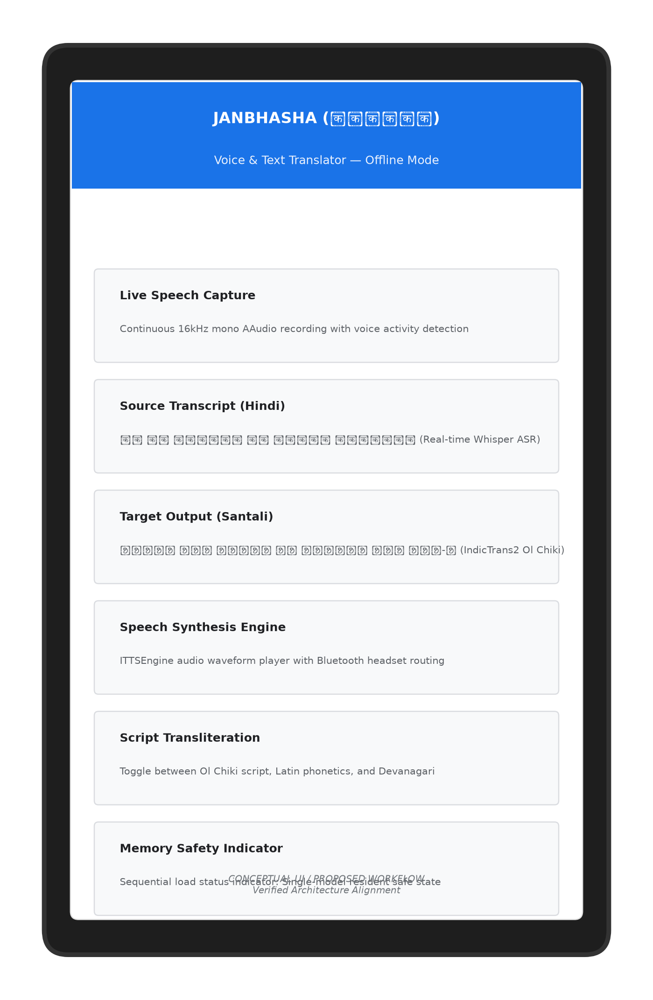 JANBHASHA ()
Voice & Text Translator — Offline Mode
Live Speech Capture
Continuous 16kHz mono AAudio recording with voice activity detection
Source Transcript (Hindi)
(Real-time Whisper ASR)
Target Output (Santali)
(IndicTrans2 Ol Chiki)
Speech Synthesis Engine
ITTSEngine audio waveform player with Bluetooth headset routing
Script Transliteration
Toggle between Ol Chiki script, Latin phonetics, and Devanagari
Memory Safety Indicator
Sequential load status indicator: Single-model resident safe state
CONCEPTUAL UI / PROPOSED WORKFLOW
Verified Architecture Alignment